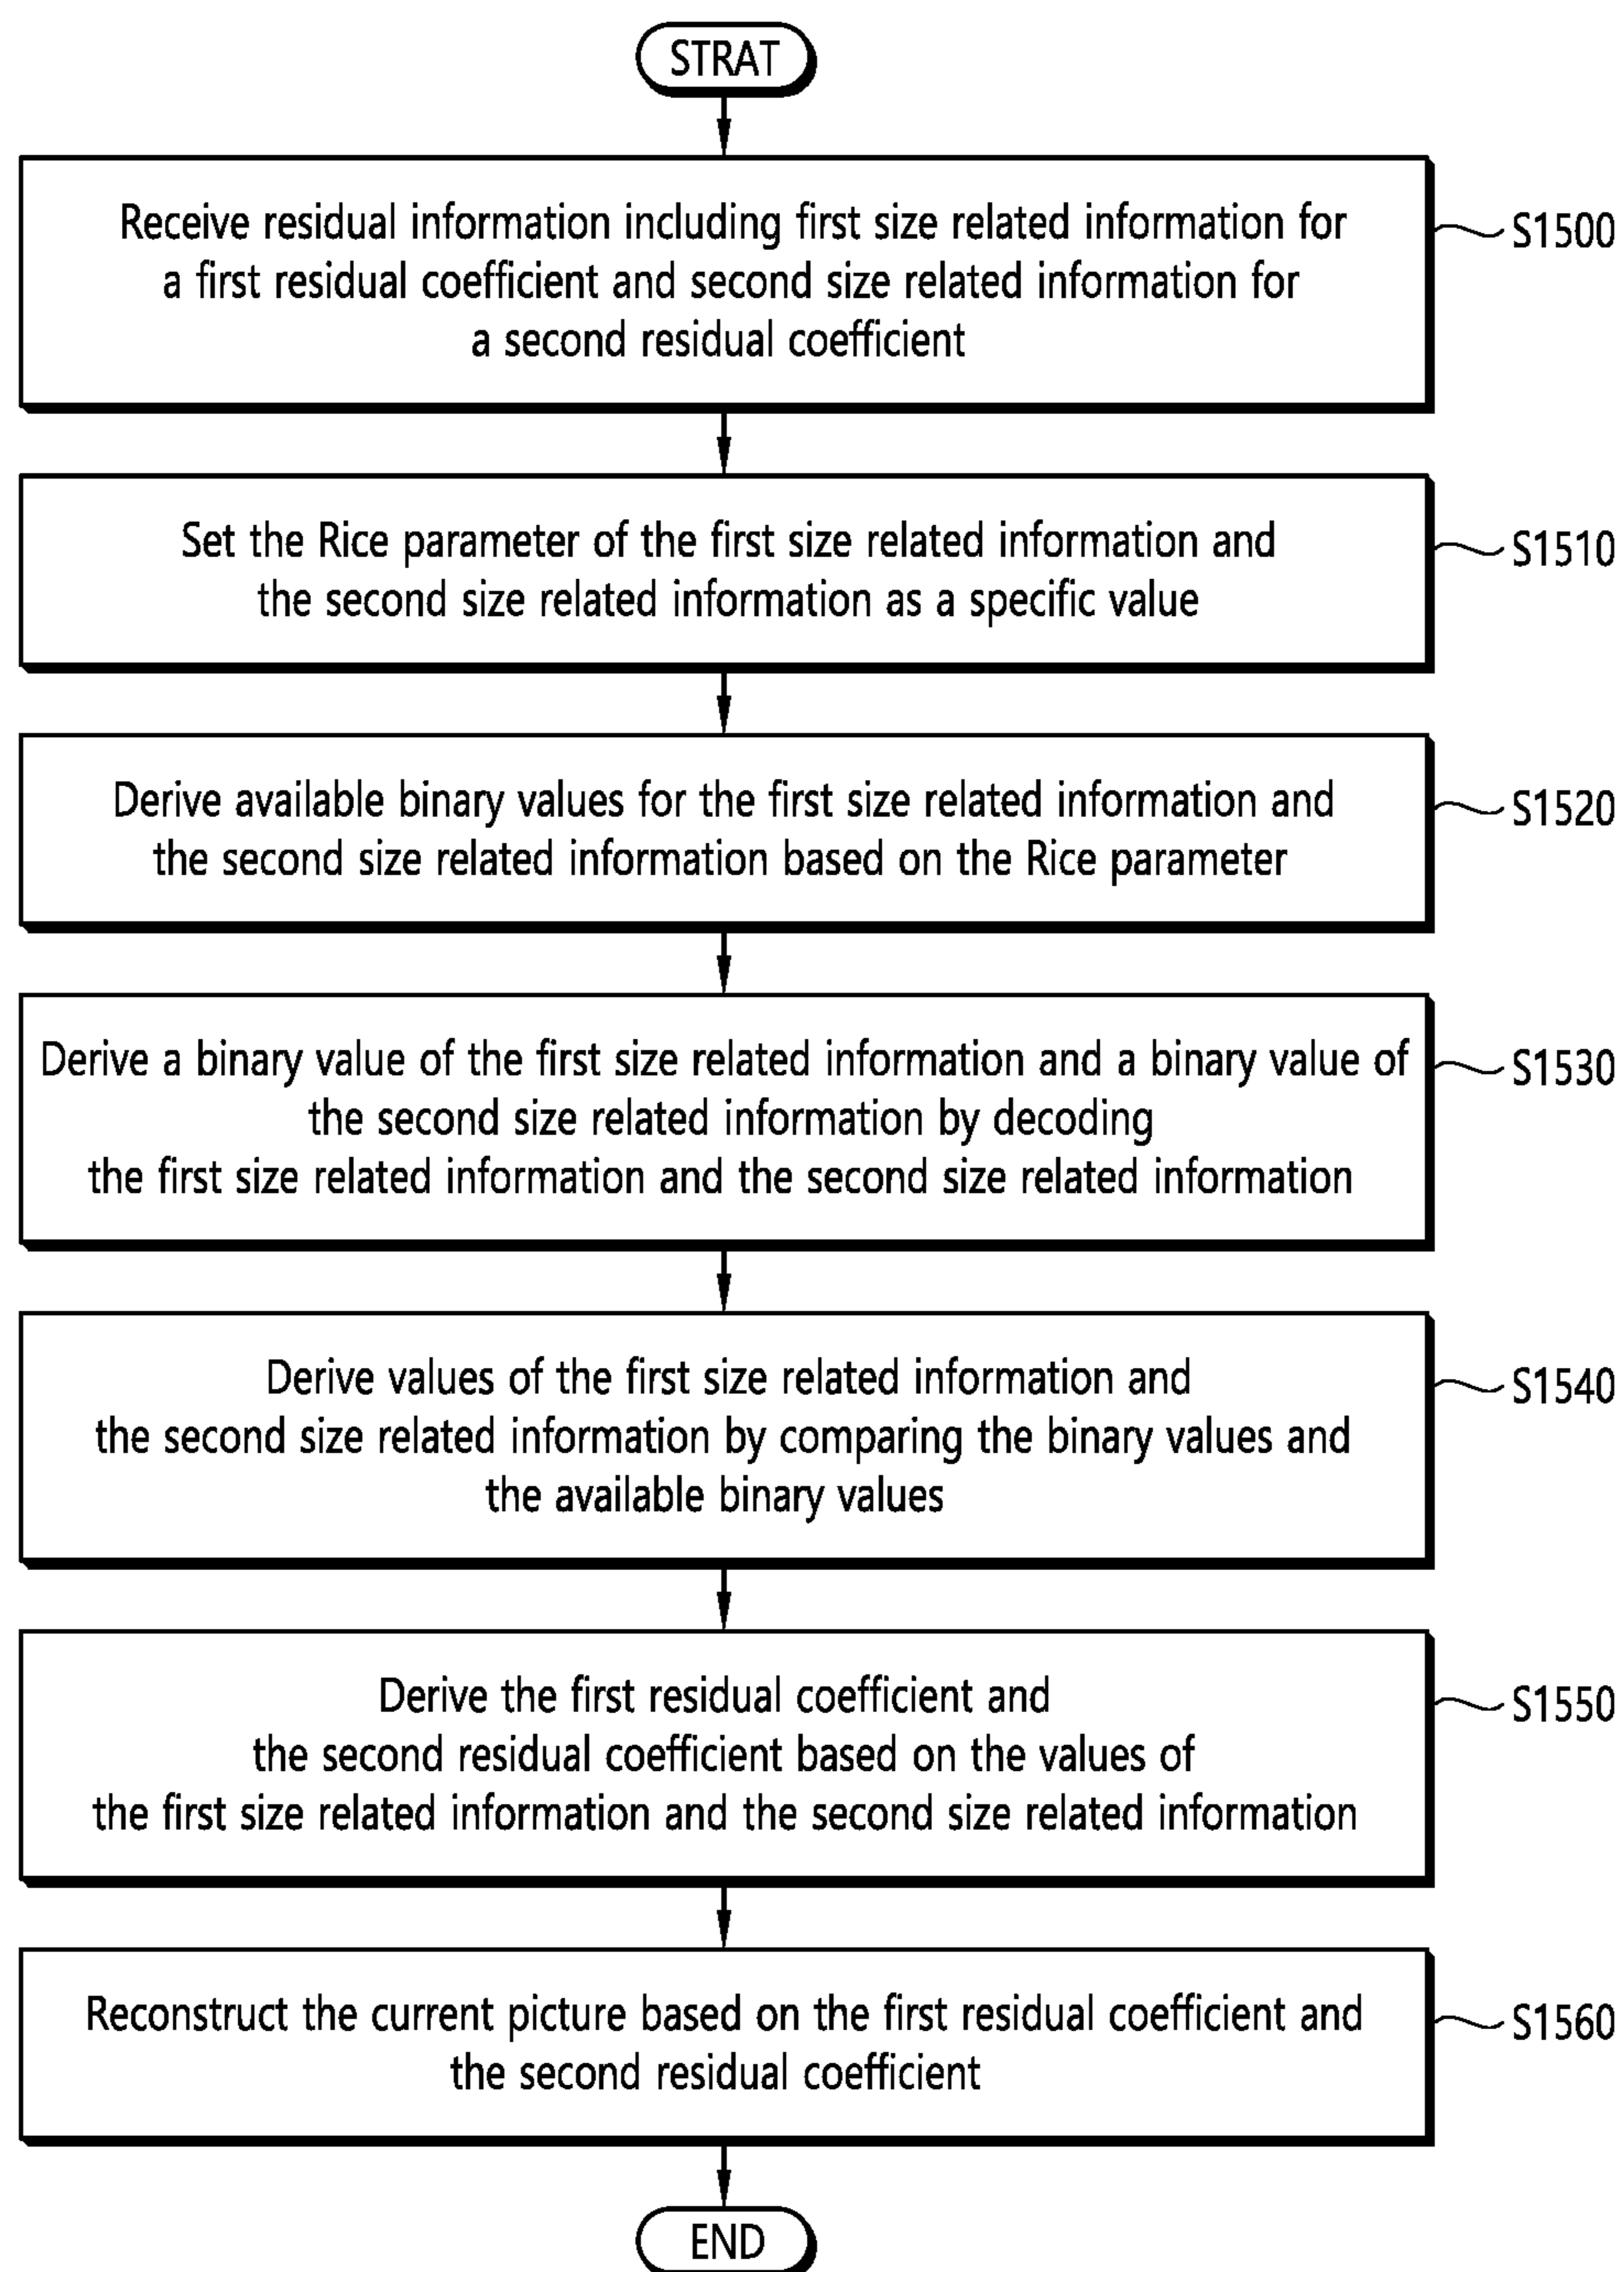 STRAT
Receive residual information including first size related information for
a first residual coefficient and second size related information for
a second residual coefficient
S1500
Set the Rice parameter of the first size related information and
the second size related information as a specific value
S1510
Derive available binary values for the first size related information and
the second size related information based on the Rice parameter
S1520
Derive a binary value of the first size related information and a binary value of
the second size related information by decoding
the first size related information and the second size related information
S1530
Derive values of the first size related information and
the second size related information by comparing the binary values and
the available binary values
S1540
Derive the first residual coefficient and
the second residual coefficient based on the values of
the first size related information and the second size related information
S1550
Reconstruct the current picture based on the first residual coefficient and
the second residual coefficient
S1560
END